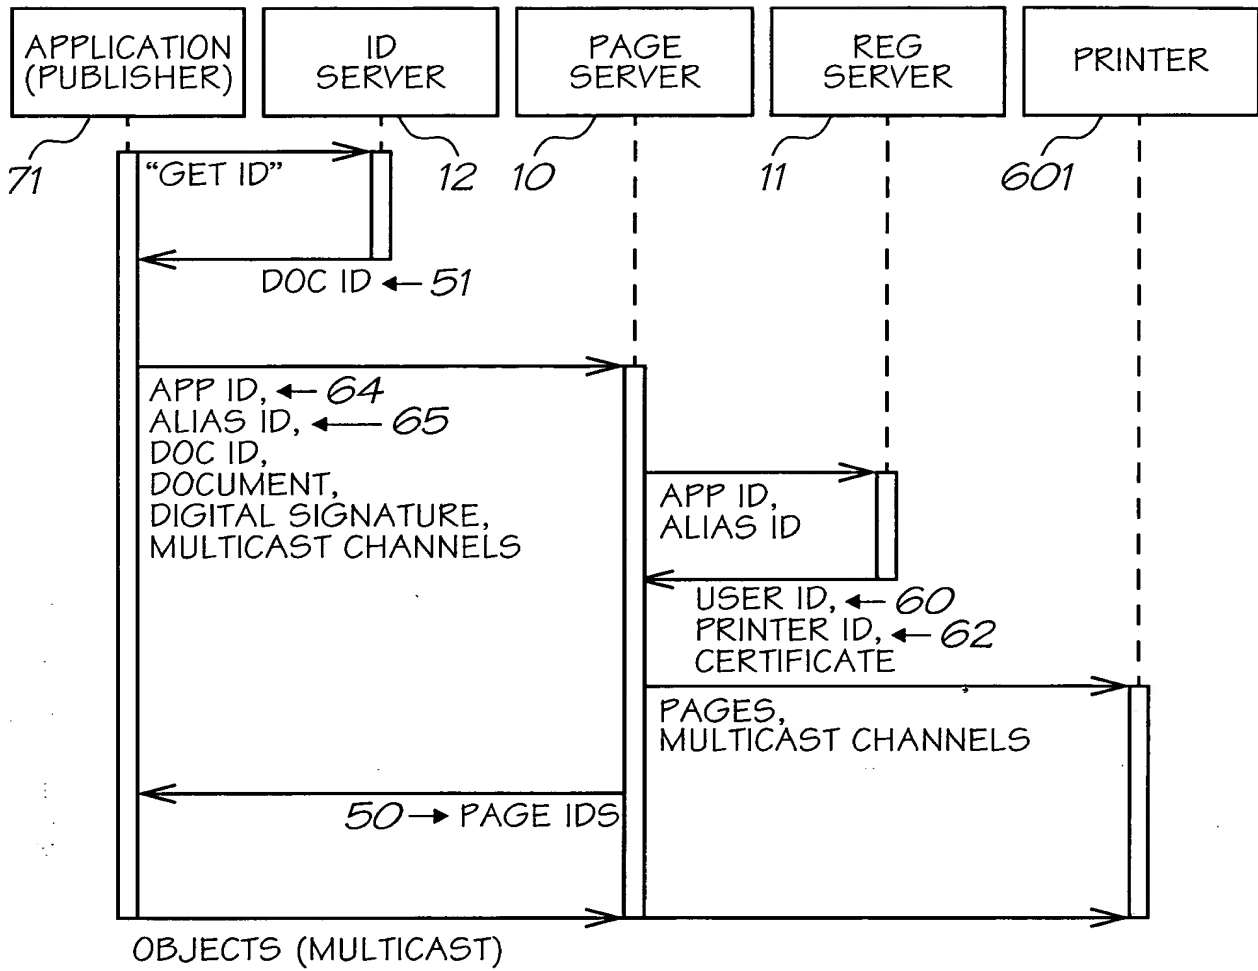 APPLICATION
(PUBLISHER)
ID
SERVER
PAGE
SERVER
REG
SERVER
PRINTER
71
12
10
11
601
“GET ID”
DOC ID 51
APP ID, 64
ALIAS ID, 65
DOC ID,
DOCUMENT,
DIGITAL SIGNATURE,
MULTICAST CHANNELS
APP ID,
ALIAS ID
USER ID, 60
PRINTER ID, 62
CERTIFICATE
PAGES,
MULTICAST CHANNELS
50 PAGE IDS
OBJECTS (MULTICAST)